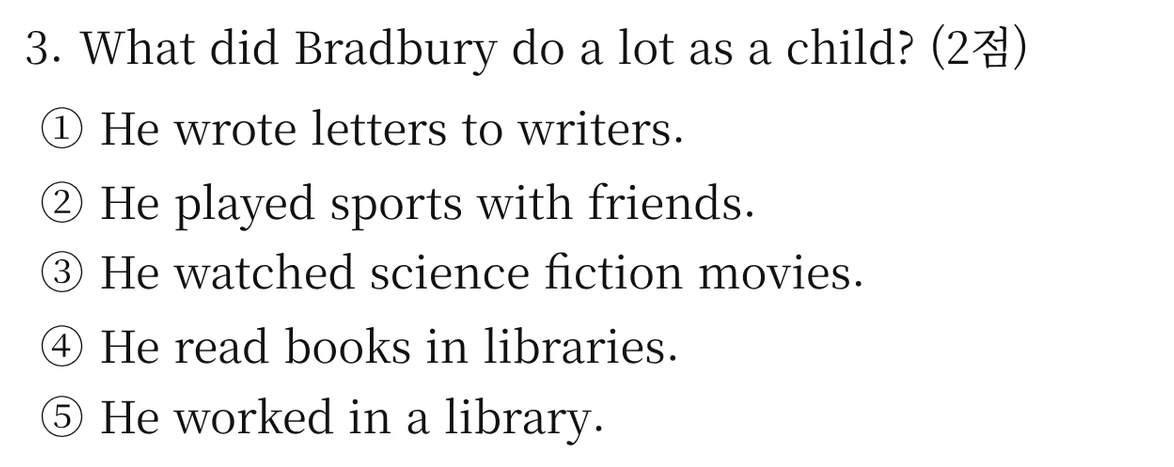 3. What did Bradbury do a lot as a child? (2점)
① He wrote letters to writers.
② He played sports with friends.
③ He watched science fiction movies.
④ He read books in libraries.
⑤ He worked in a library.